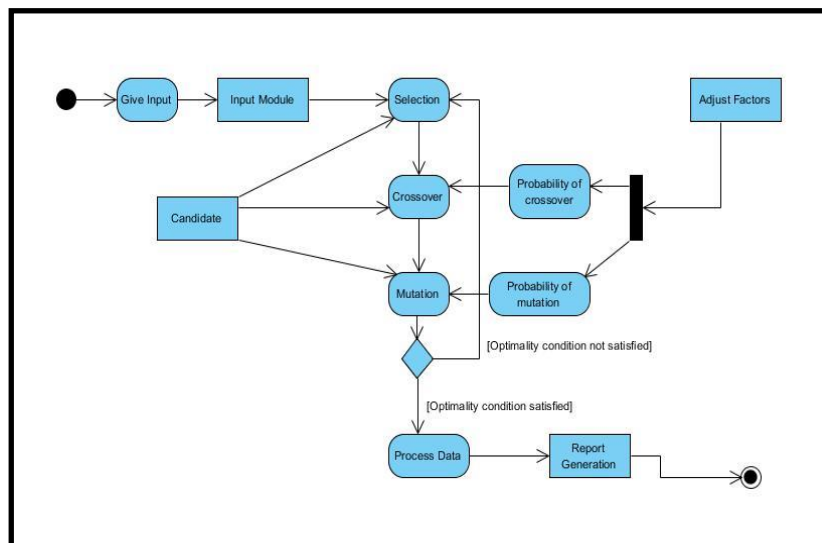 Give Input
Input Module
Selection
Adjust Factors
Candidate
Crossover
Probability of
crossover
Mutation
Probability of
mutation
[Optimality condition not satisfied]
[Optimality condition satisfied]
Process Data
Report
Generation